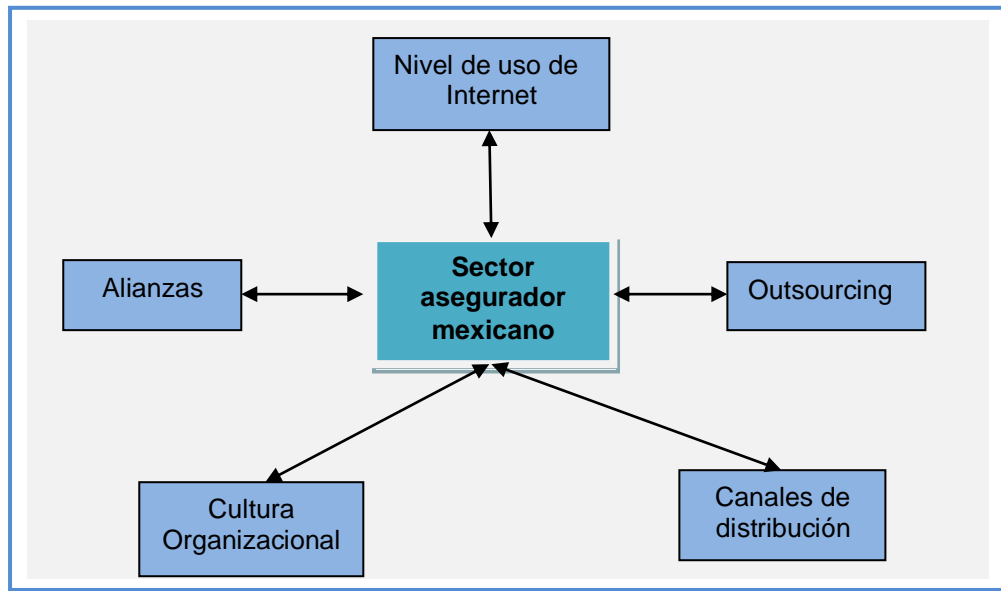 Nivel de uso de
Internet
Alianzas
Sector
asegurador
mexicano
Outsourcing
Cultura
Organizacional
Canales de
distribución